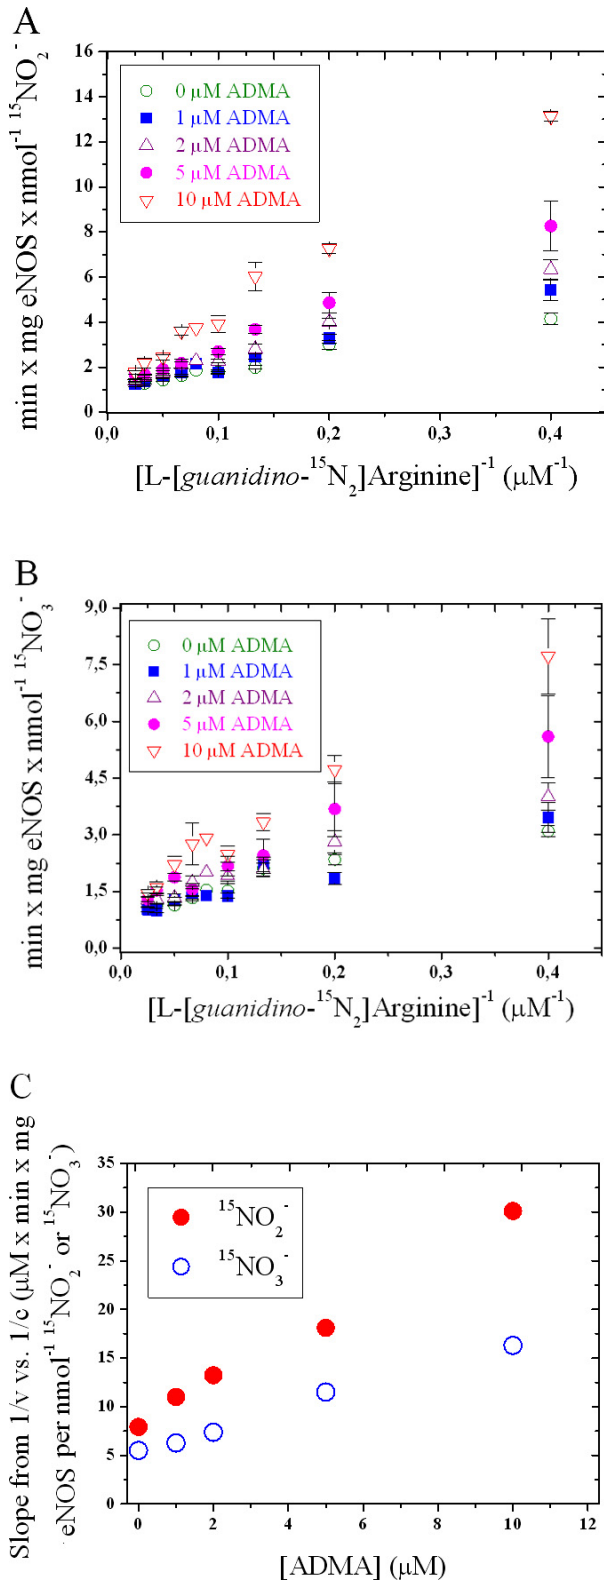 A
min x mg eNOS x nmol⁻¹ ¹⁵NO₂⁻
16
14
12
10
8
6
4
2
0
0 µM ADMA
1 µM ADMA
2 µM ADMA
5 µM ADMA
10 µM ADMA
0,0 0,1 0,2 0,3 0,4
[L-[guanidino-¹⁵N₂]Arginine]⁻¹ (µM⁻¹)
B
min x mg eNOS x nmol⁻¹ ¹⁵NO₃⁻
9,0
7,5
6,0
4,5
3,0
1,5
0,0
0 µM ADMA
1 µM ADMA
2 µM ADMA
5 µM ADMA
10 µM ADMA
0,0 0,1 0,2 0,3 0,4
[L-[guanidino-¹⁵N₂]Arginine]⁻¹ (µM⁻¹)
C
Slope from 1/v vs. 1/c (µM x min x mg
eNOS per nmol⁻¹ ¹⁵NO₂⁻ or ¹⁵NO₃⁻)
35
30
25
20
15
10
5
0
¹⁵NO₂⁻
¹⁵NO₃⁻
0 2 4 6 8 10 12
[ADMA] (µM)